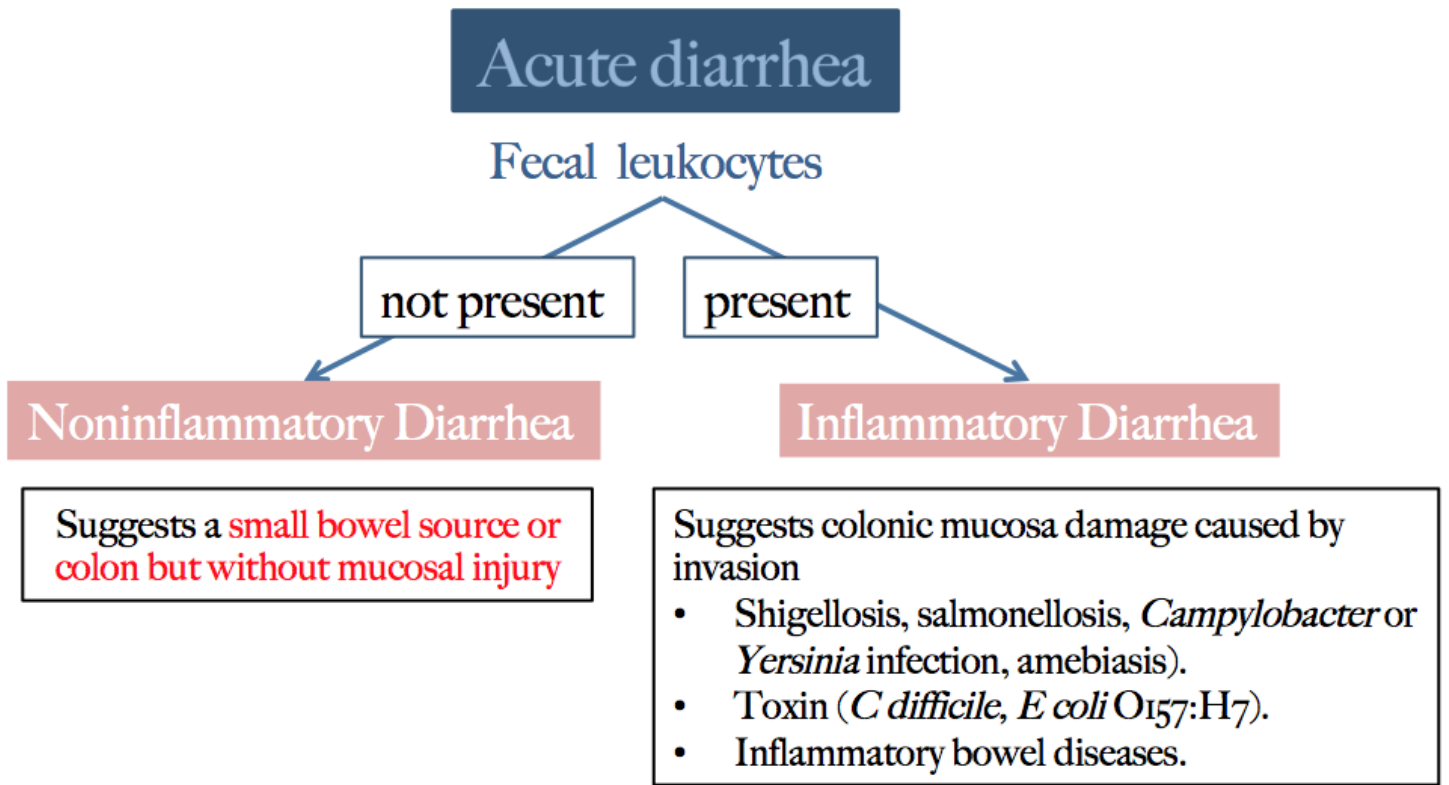 Acute diarrhea
Fecal leukocytes
not present
present
Noninflammatory Diarrhea
Inflammatory Diarrhea
Suggests a small bowel source or
colon but without mucosal injury
Suggests colonic mucosa damage caused by
invasion
• Shigellosis, salmonellosis, Campylobacter or
Yersinia infection, amebiasis).
• Toxin (C difficile, E coli O157:H7).
• Inflammatory bowel diseases.